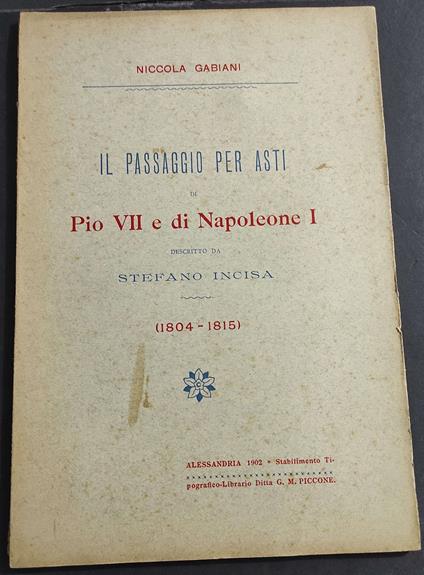 NICCOLA GABIANI
IL PASSAGGIO PER ASTI
DI
Pio VII e di Napoleone I
DESCRITTO DA
STEFANO INCISA
(1804 - 1815)
ALESSANDRIA 1902 - Stabilimento Ti-
pografico-Librario Ditta G. M. PICCONE.